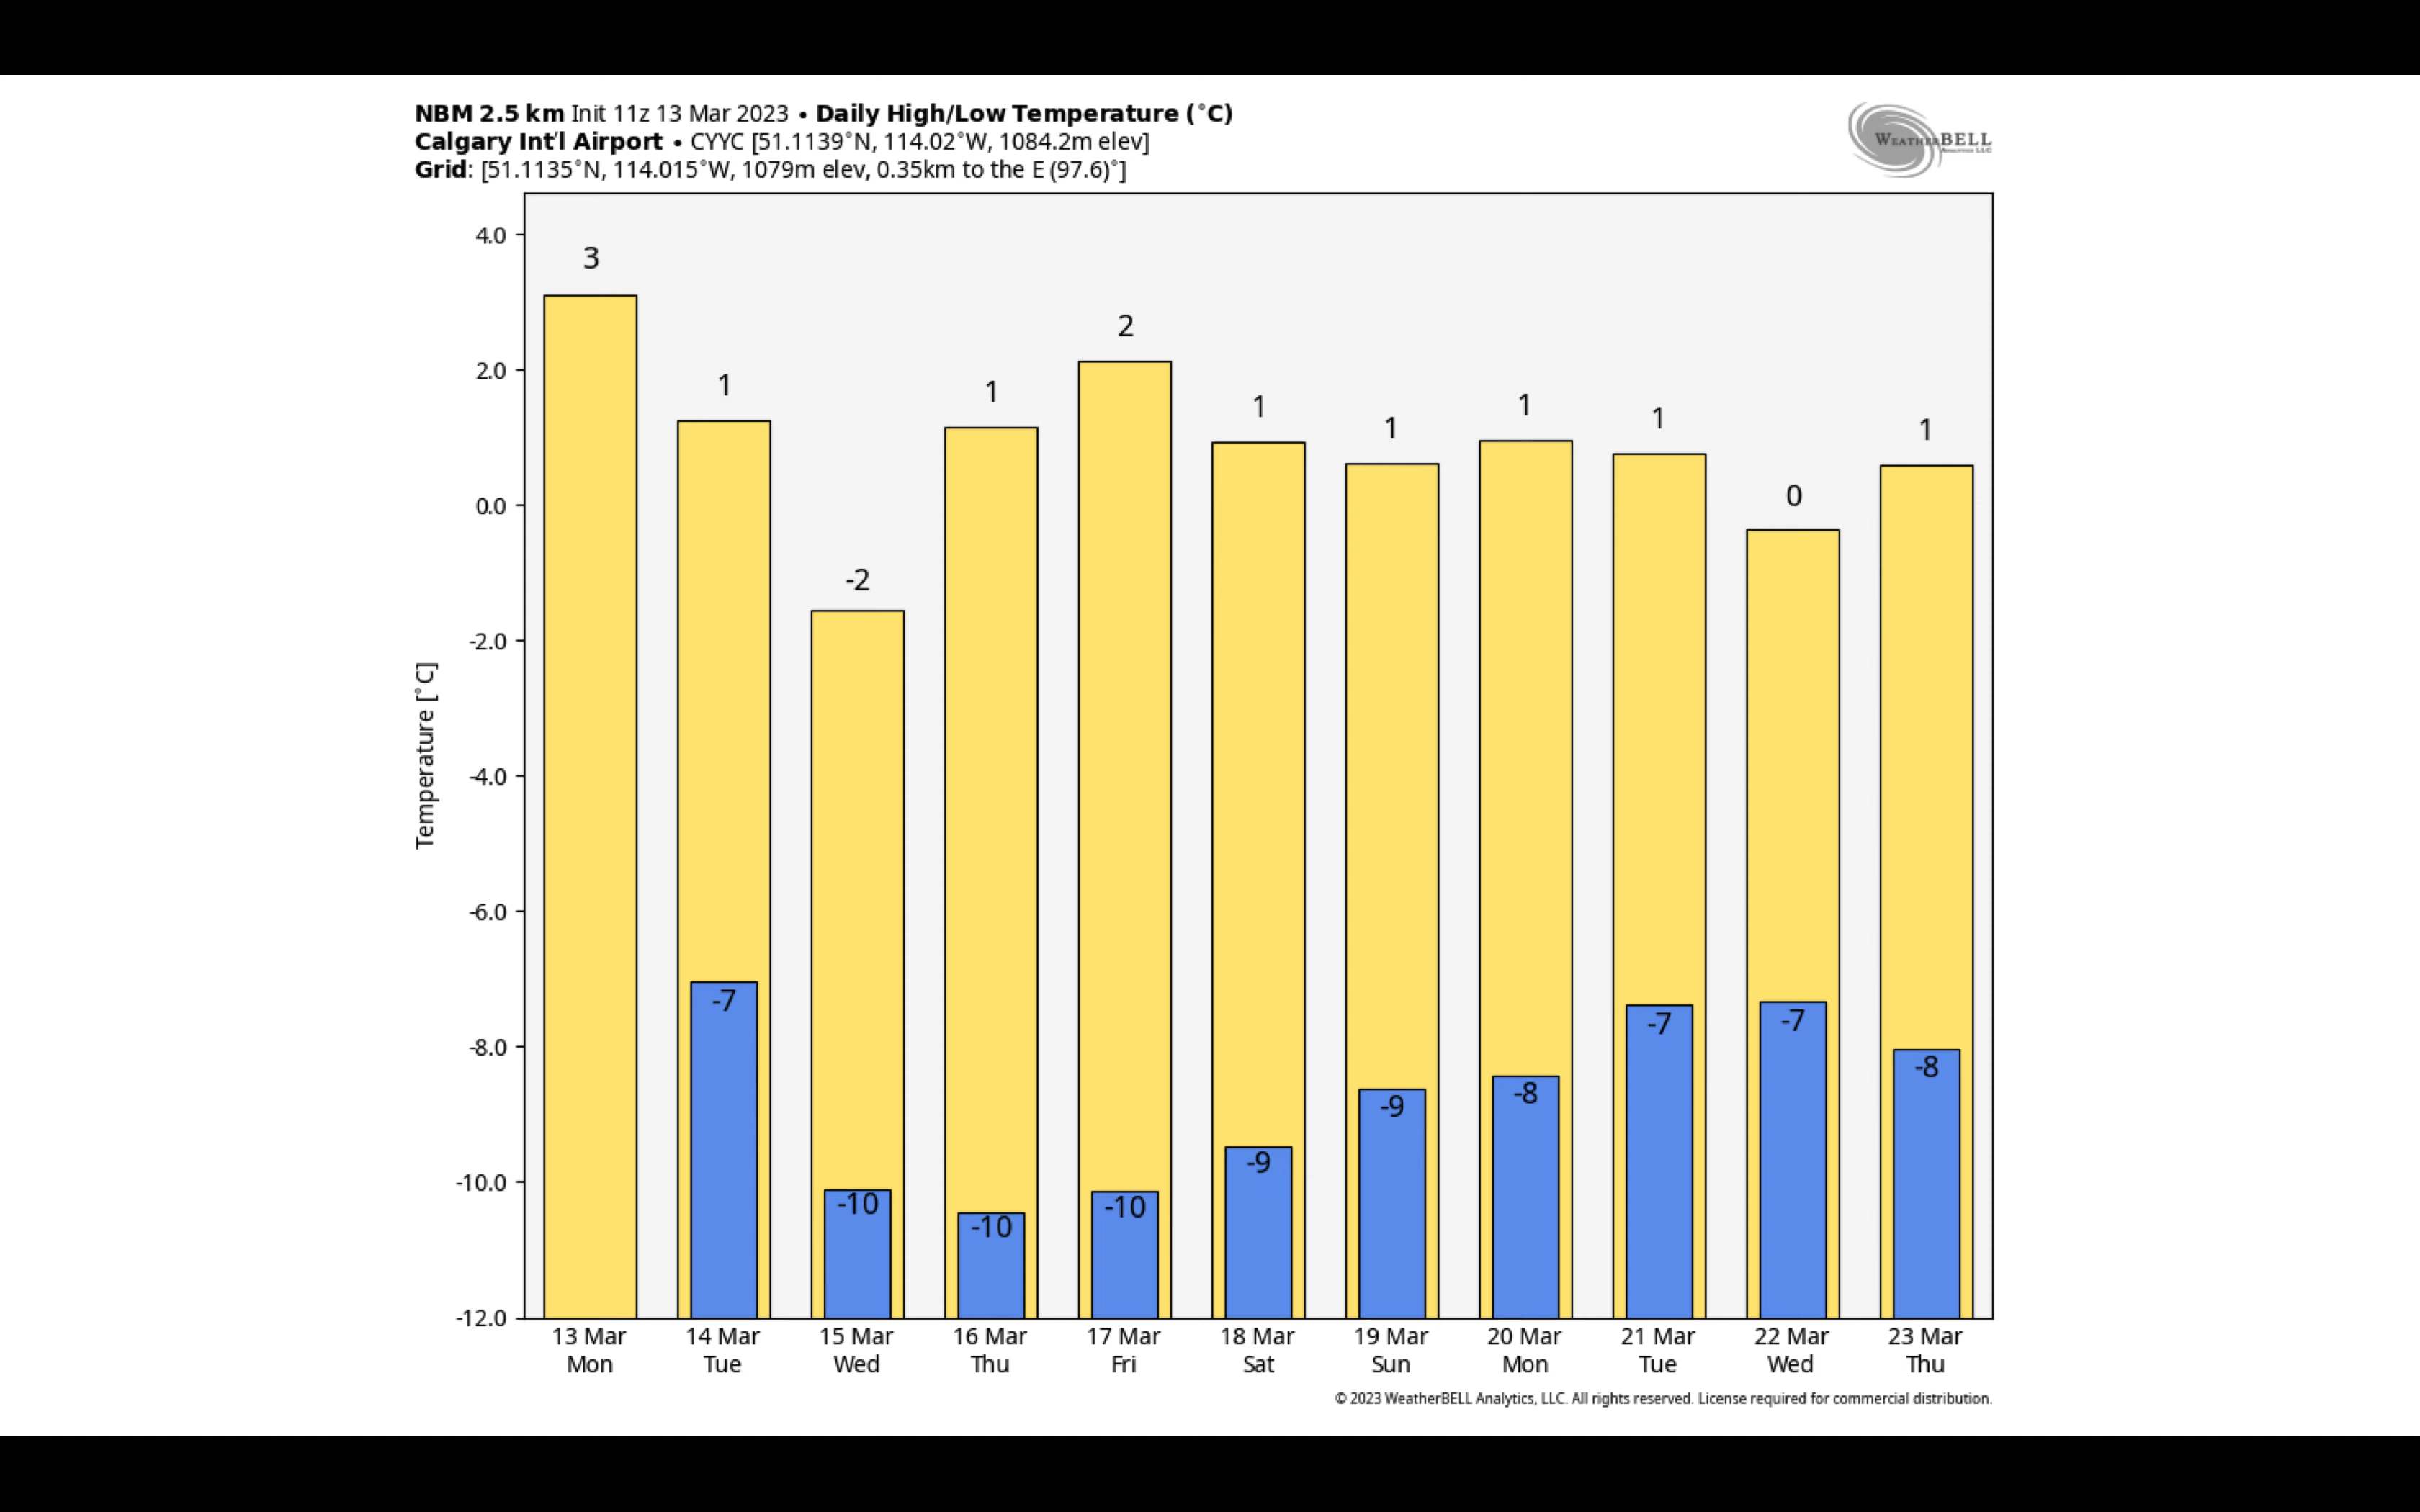 NBM 2.5 km Init 11z 13 Mar 2023 • Daily High/Low Temperature (°C)
Calgary Int'l Airport • CYYC [51.1139°N, 114.02°W, 1084.2m elev]
Grid: [51.1135°N, 114.015°W, 1079m elev, 0.35km to the E (97.6)°]
WEATHERBELL
ANALYTICS LLC
4.0
2.0
0.0
-2.0
-4.0
-6.0
-8.0
-10.0
-12.0
Temperature [°C]
3
1
-2
1
2
1
1
1
1
0
1
-7
-10
-10
-10
-9
-9
-8
-7
-7
-8
13 Mar
Mon
14 Mar
Tue
15 Mar
Wed
16 Mar
Thu
17 Mar
Fri
18 Mar
Sat
19 Mar
Sun
20 Mar
Mon
21 Mar
Tue
22 Mar
Wed
23 Mar
Thu
© 2023 WeatherBELL Analytics, LLC. All rights reserved. License required for commercial distribution.